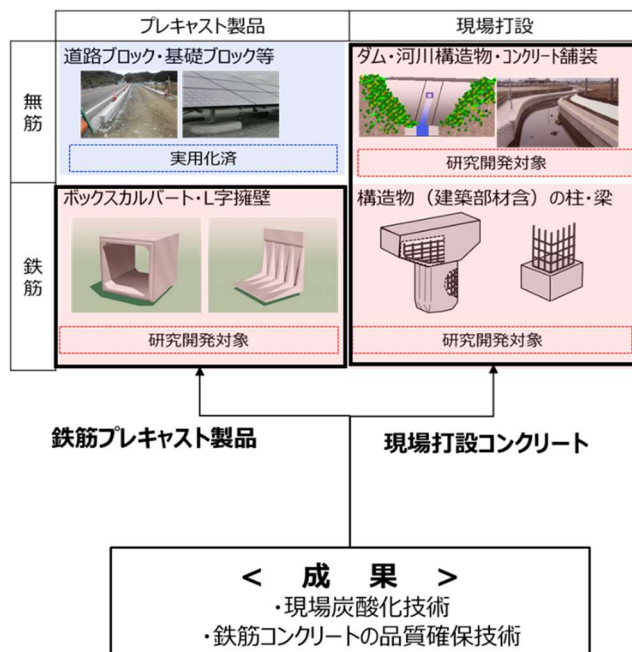 プレキャスト製品
現場打設
無筋
道路ブロック・基礎ブロック等
実用化済
ダム・河川構造物・コンクリート舗装
研究開発対象
鉄筋
ボックスカルバート・L字擁壁
研究開発対象
構造物（建築部材含）の柱・梁
研究開発対象
鉄筋プレキャスト製品
現場打設コンクリート
＜　成　果　＞
・現場炭酸化技術
・鉄筋コンクリートの品質確保技術